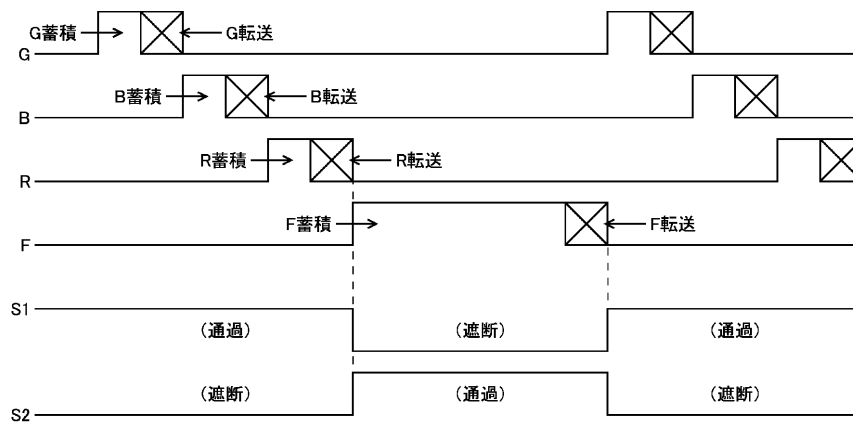 G蓄積 G転送
G
B蓄積 B転送
B
R蓄積 R転送
R
F蓄積 F転送
F
S1
(通過) (遮断) (通過)
(遮断) (通過) (遮断)
S2